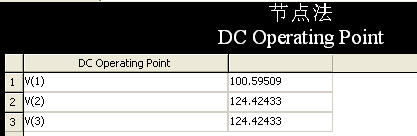 节点法
DC Operating Point
DC Operating Point
1 V(1) 100.59509
2 V(2) 124.42433
3 V(3) 124.42433